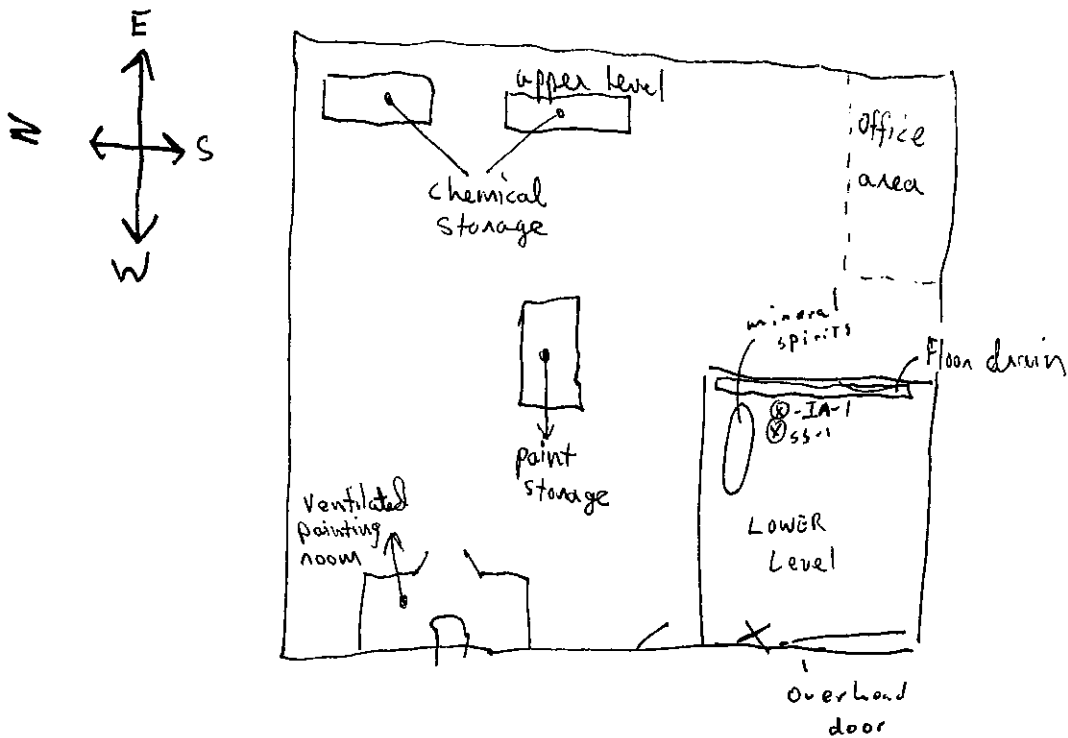 E
N
S
W
upper level
chemical
storage
office
area
mineral
spirits
Floor drain
IA-1
SS-1
paint
storage
Ventilated
painting
room
LOWER
Level
Overhead
door